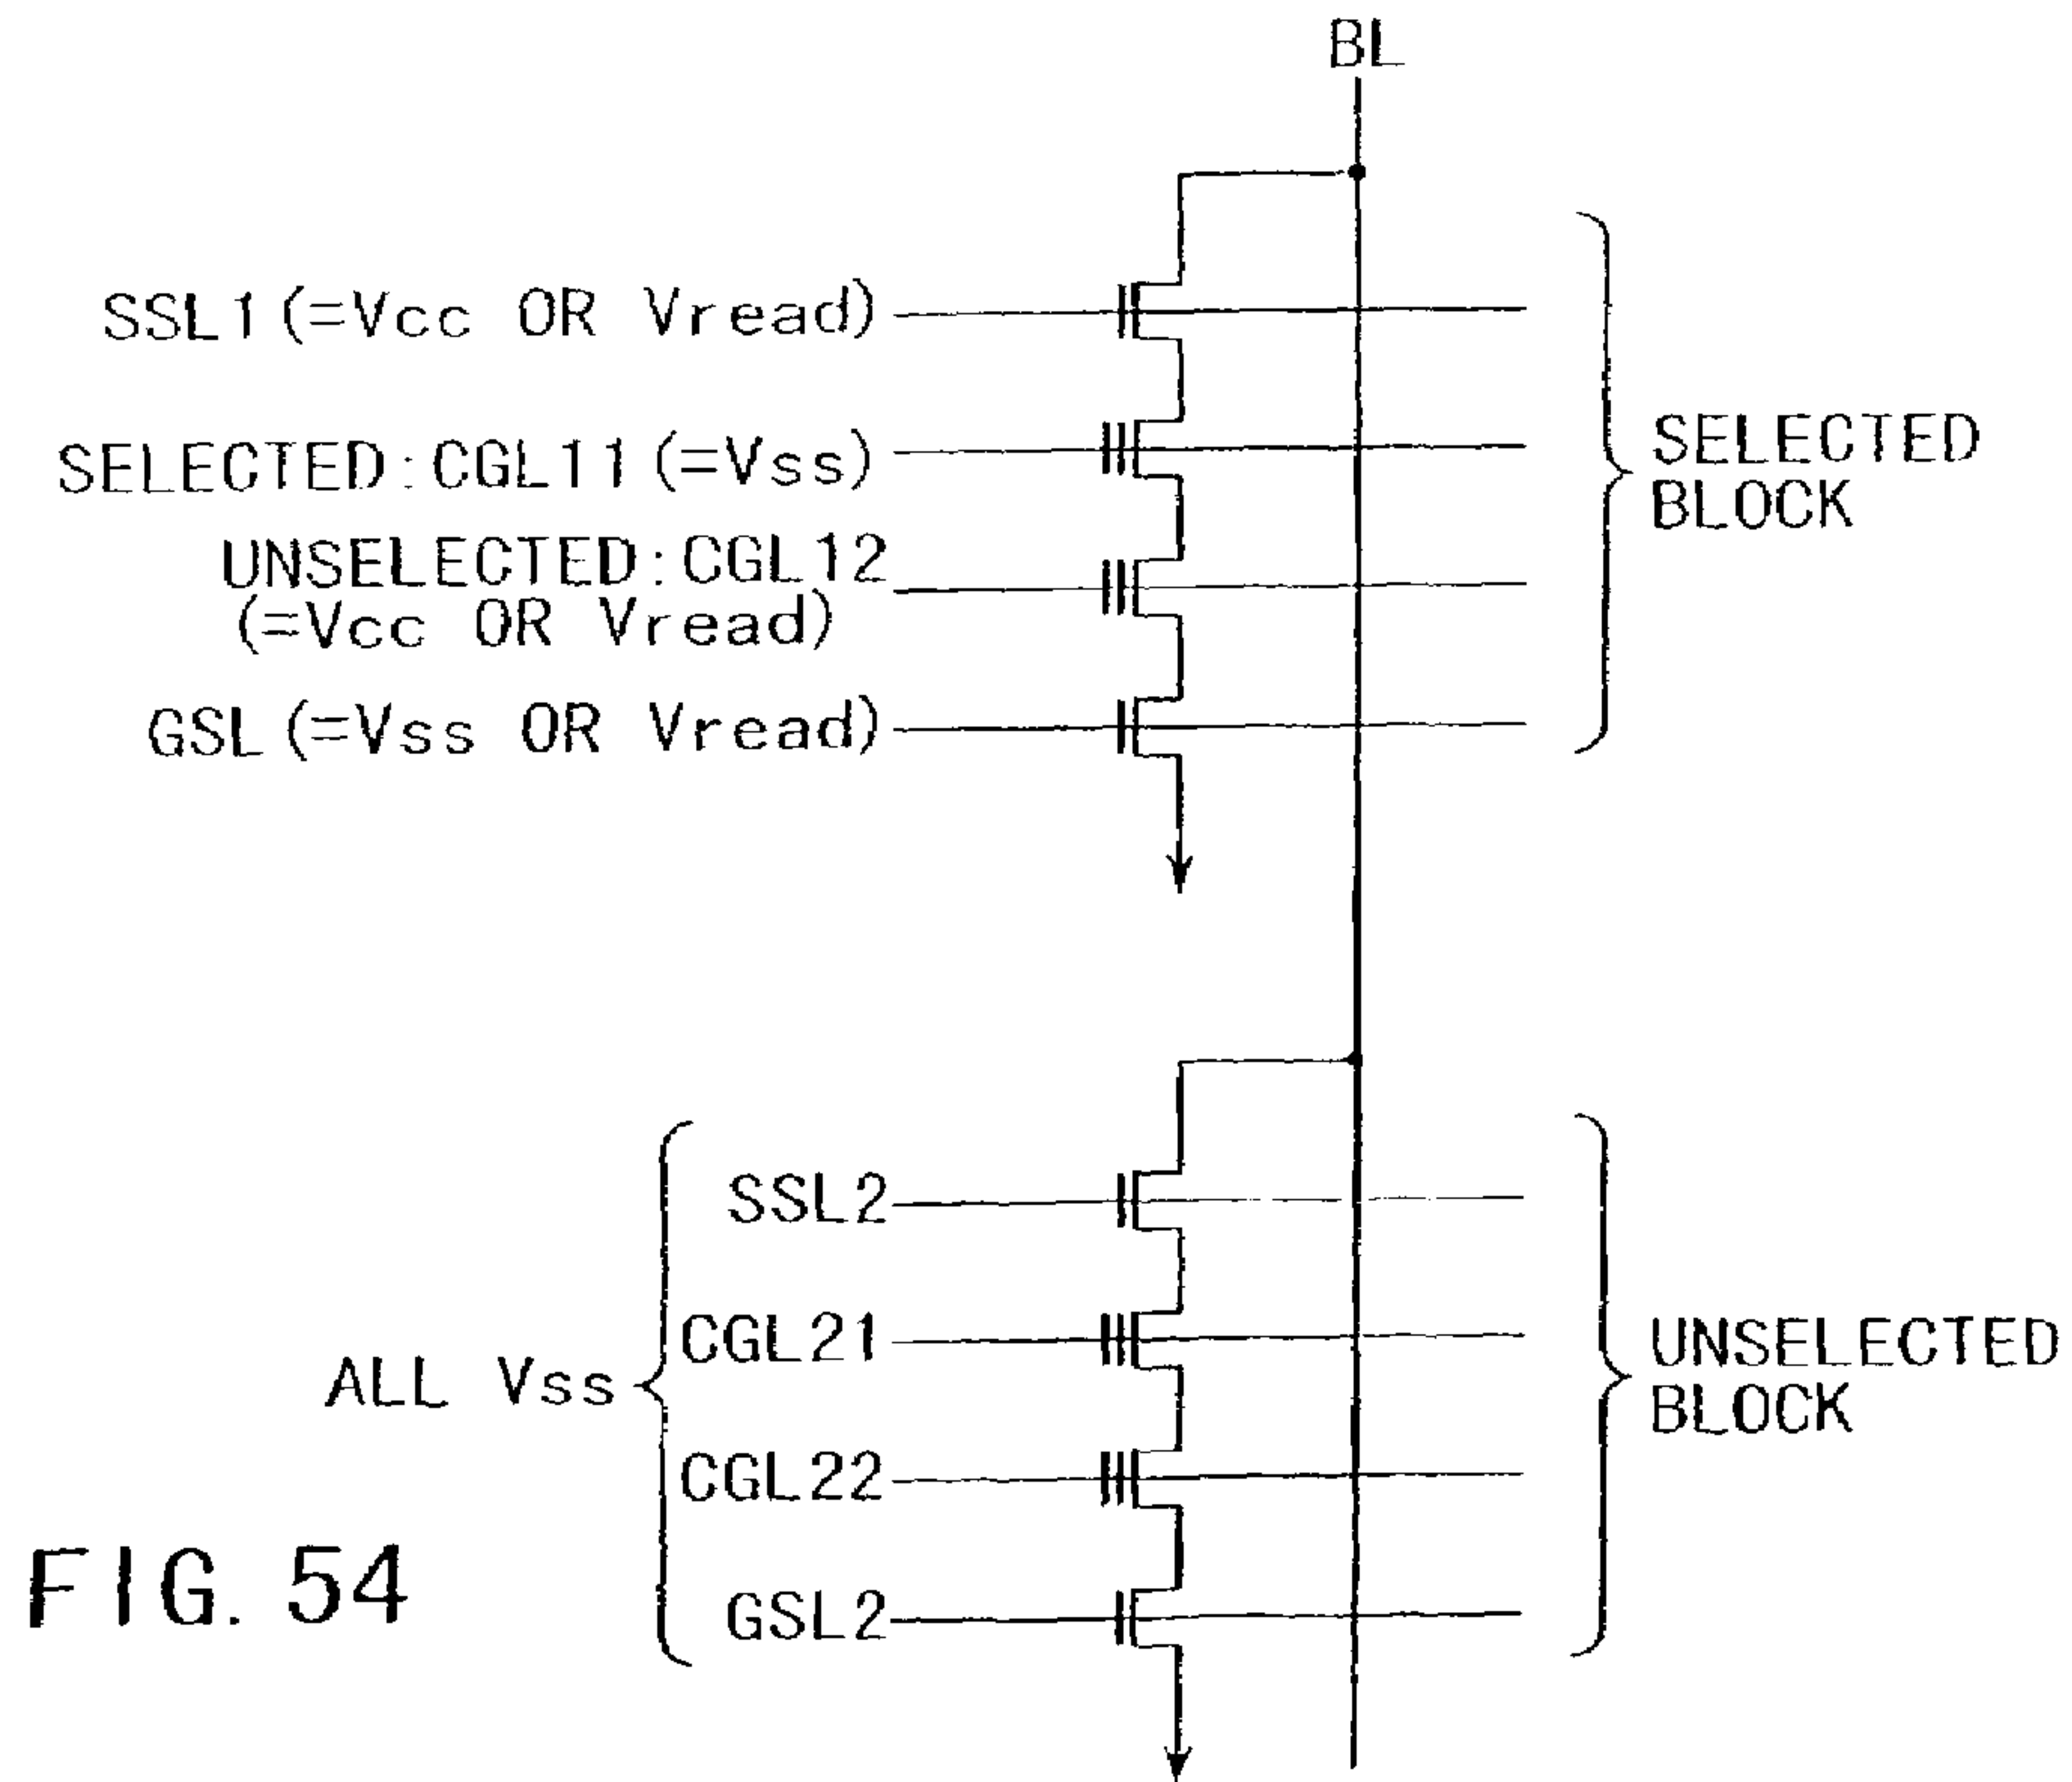 BL
SSL1(=Vcc OR Vread)
SELECTED:CGL11(=Vss)
UNSELECTED:CGL12
(=Vcc OR Vread)
GSL(=Vss OR Vread)
SELECTED
BLOCK
ALL Vss
SSL2
CGL21
CGL22
GSL2
UNSELECTED
BLOCK
FIG. 54